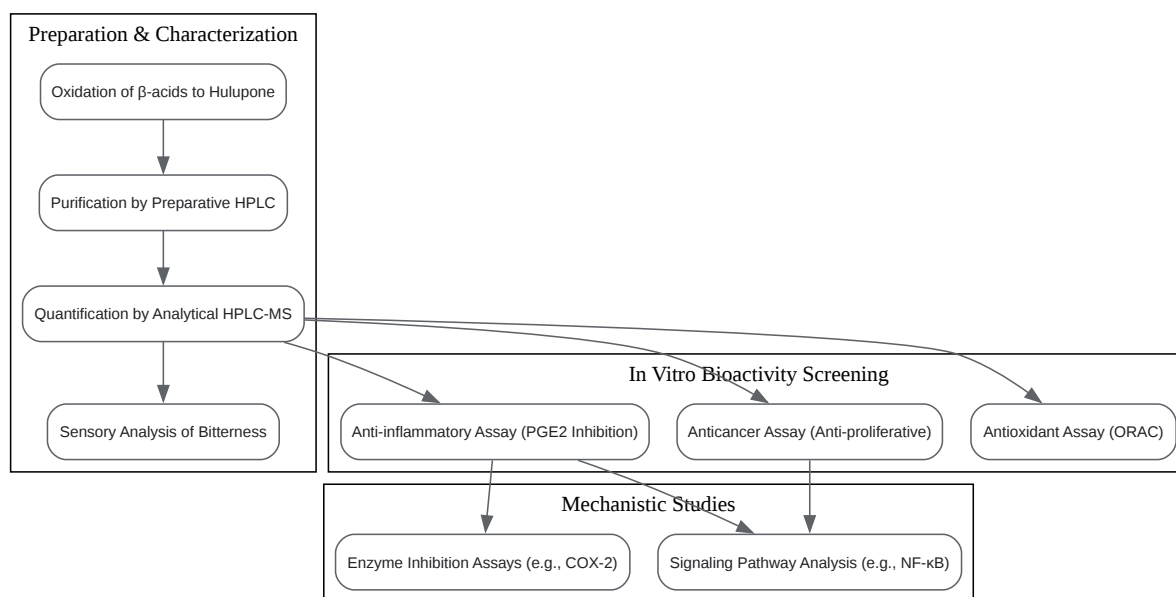 Preparation & Characterization
Oxidation of β-acids to Hulupone
Purification by Preparative HPLC
Quantification by Analytical HPLC-MS
Sensory Analysis of Bitterness
In Vitro Bioactivity Screening
Anti-inflammatory Assay (PGE2 Inhibition)
Anticancer Assay (Anti-proliferative)
Antioxidant Assay (ORAC)
Mechanistic Studies
Enzyme Inhibition Assays (e.g., COX-2)
Signaling Pathway Analysis (e.g., NF-κB)